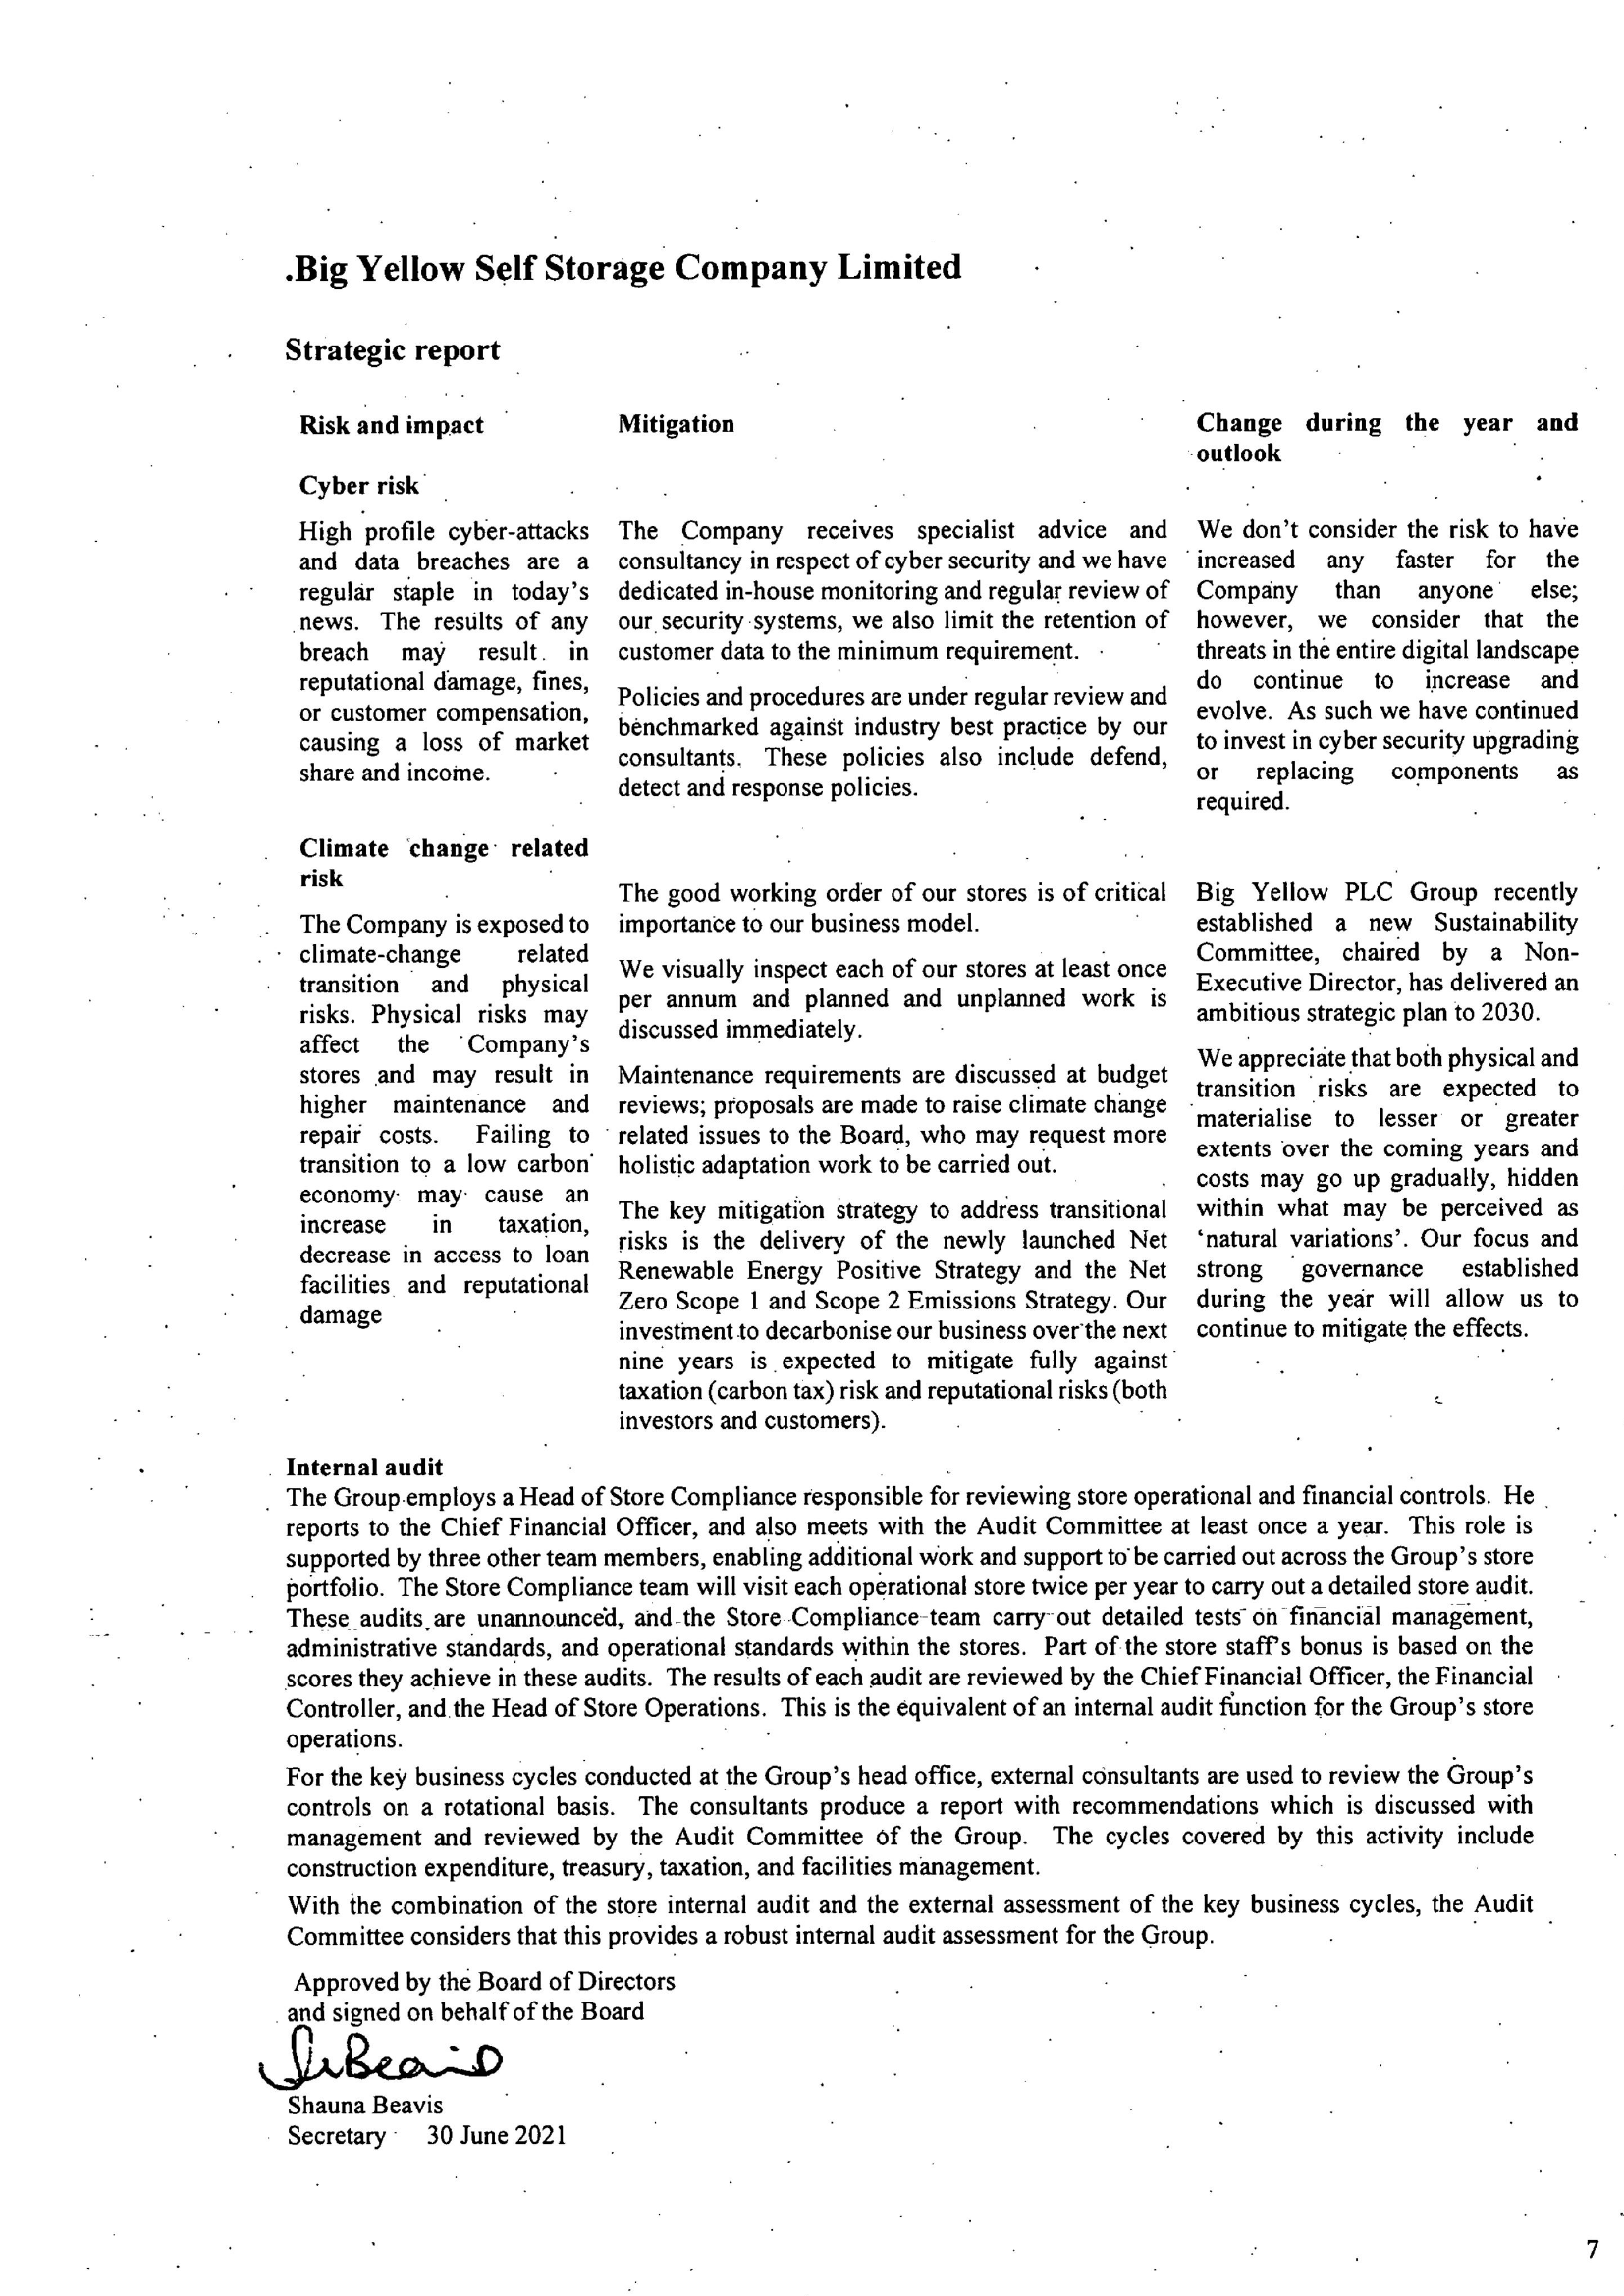 .Big Yellow Self Storage Company Limited
Strategic report
Risk and impact
Mitigation
Change during the year and
outlook
Cyber risk
High profile cyber-attacks
and data breaches are a
regular staple in today's
news. The results of any
breach may result in
reputational damage, fines,
or customer compensation,
causing a loss of market
share and income.
The Company receives specialist advice and
consultancy in respect of cyber security and we have
dedicated in-house monitoring and regular review of
our security systems, we also limit the retention of
customer data to the minimum requirement.
Policies and procedures are under regular review and
benchmarked against industry best practice by our
consultants. These policies also include defend,
detect and response policies.
We don't consider the risk to have
increased any faster for the
Company than anyone else;
however, we consider that the
threats in the entire digital landscape
do continue to increase and
evolve. As such we have continued
to invest in cyber security upgrading
or replacing components as
required.
Climate change related
risk
The Company is exposed to
climate-change related
transition and physical
risks. Physical risks may
affect the Company's
stores and may result in
higher maintenance and
repair costs. Failing to
transition to a low carbon
economy may cause an
increase in taxation,
decrease in access to loan
facilities and reputational
damage
The good working order of our stores is of critical
importance to our business model.
We visually inspect each of our stores at least once
per annum and planned and unplanned work is
discussed immediately.
Maintenance requirements are discussed at budget
reviews; proposals are made to raise climate change
related issues to the Board, who may request more
holistic adaptation work to be carried out.
The key mitigation strategy to address transitional
risks is the delivery of the newly launched Net
Renewable Energy Positive Strategy and the Net
Zero Scope 1 and Scope 2 Emissions Strategy. Our
investment to decarbonise our business over the next
nine years is expected to mitigate fully against
taxation (carbon tax) risk and reputational risks (both
investors and customers).
Big Yellow PLC Group recently
established a new Sustainability
Committee, chaired by a Non-
Executive Director, has delivered an
ambitious strategic plan to 2030.
We appreciate that both physical and
transition risks are expected to
materialise to lesser or greater
extents over the coming years and
costs may go up gradually, hidden
within what may be perceived as
'natural variations'. Our focus and
strong governance established
during the year will allow us to
continue to mitigate the effects.
Internal audit
The Group employs a Head of Store Compliance responsible for reviewing store operational and financial controls. He
reports to the Chief Financial Officer, and also meets with the Audit Committee at least once a year. This role is
supported by three other team members, enabling additional work and support to be carried out across the Group's store
portfolio. The Store Compliance team will visit each operational store twice per year to carry out a detailed store audit.
These audits are unannounced, and the Store Compliance team carry out detailed tests on financial management,
administrative standards, and operational standards within the stores. Part of the store staff's bonus is based on the
scores they achieve in these audits. The results of each audit are reviewed by the Chief Financial Officer, the Financial
Controller, and the Head of Store Operations. This is the equivalent of an internal audit function for the Group's store
operations.
For the key business cycles conducted at the Group's head office, external consultants are used to review the Group's
controls on a rotational basis. The consultants produce a report with recommendations which is discussed with
management and reviewed by the Audit Committee of the Group. The cycles covered by this activity include
construction expenditure, treasury, taxation, and facilities management.
With the combination of the store internal audit and the external assessment of the key business cycles, the Audit
Committee considers that this provides a robust internal audit assessment for the Group.
Approved by the Board of Directors
and signed on behalf of the Board
Shauna Beavis
Secretary 30 June 2021
7